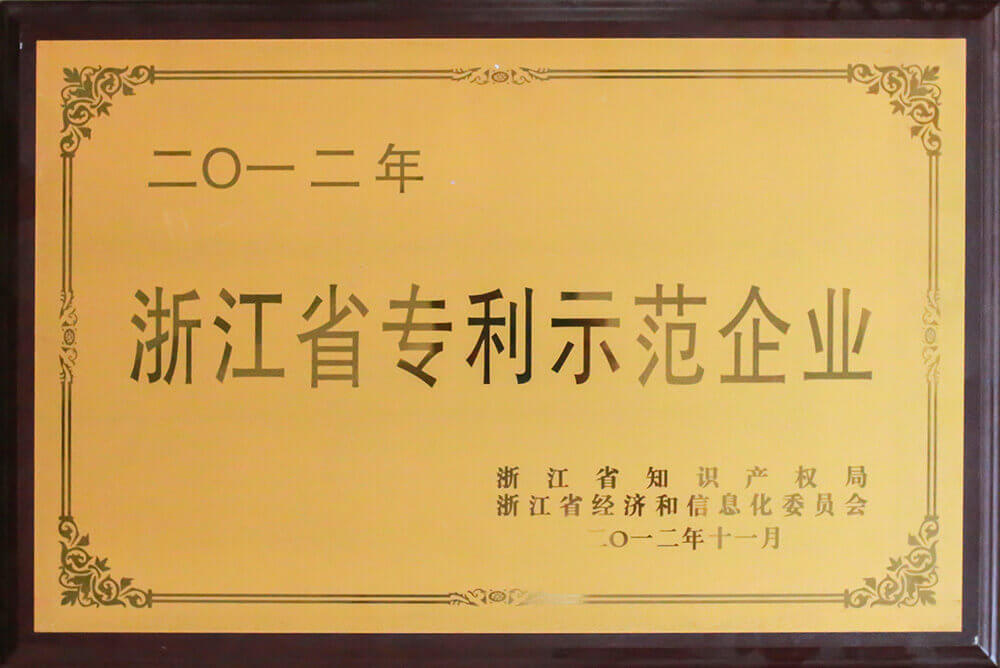 二〇一二年
浙江省专利示范企业
浙江省知识产权局
浙江省经济和信息化委员会
二〇一二年十一月